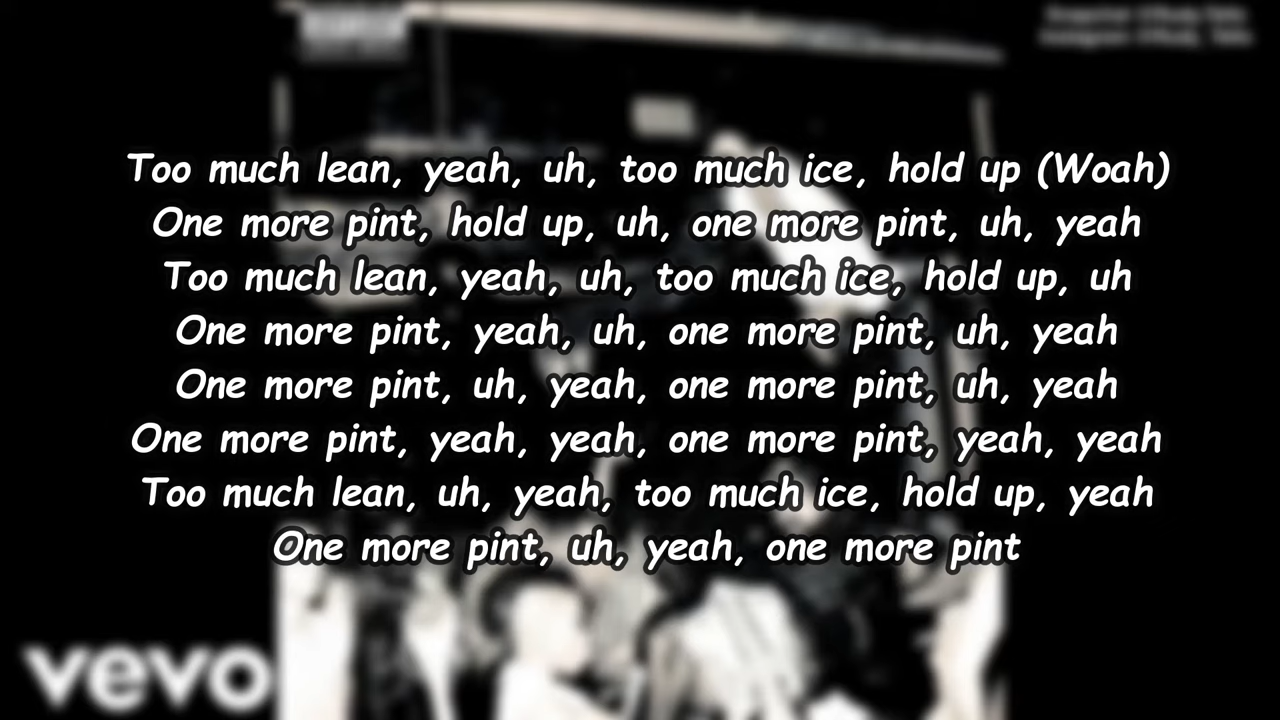 Too much lean, yeah, uh, too much ice, hold up (Woah)
One more pint, hold up, uh, one more pint, uh, yeah
Too much lean, yeah, uh, too much ice, hold up, uh
One more pint, yeah, uh, one more pint, uh, yeah
One more pint, uh, yeah, one more pint, uh, yeah
One more pint, yeah, yeah, one more pint, yeah, yeah
Too much lean, uh, yeah, too much ice, hold up, yeah
One more pint, uh, yeah, one more pint
vevo